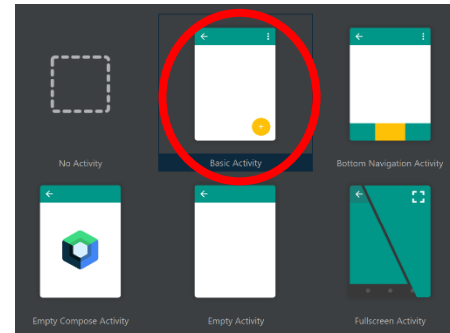 No Activity
Basic Activity
Bottom Navigation Activity
Empty Compose Activity
Empty Activity
Fullscreen Activity